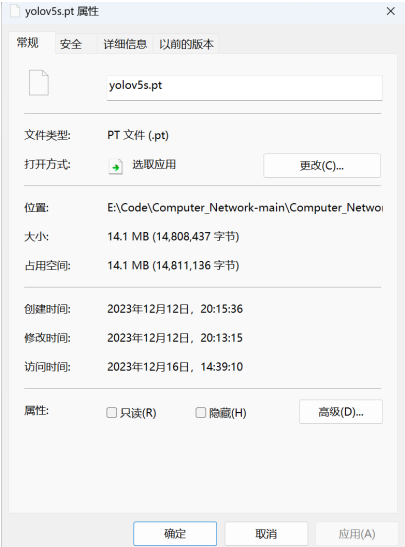 yolov5s.pt 属性
常规 安全 详细信息 以前的版本
yolov5s.pt
文件类型: PT 文件 (.pt)
打开方式: 选取应用 更改(C)...
位置: E:\Code\Computer_Network-main\Computer_Networ
大小: 14.1 MB (14,808,437 字节)
占用空间: 14.1 MB (14,811,136 字节)
创建时间: 2023年12月12日，20:15:36
修改时间: 2023年12月12日，20:13:15
访问时间: 2023年12月16日，14:39:10
属性: 只读(R) 隐藏(H) 高级(D)...
确定 取消 应用(A)